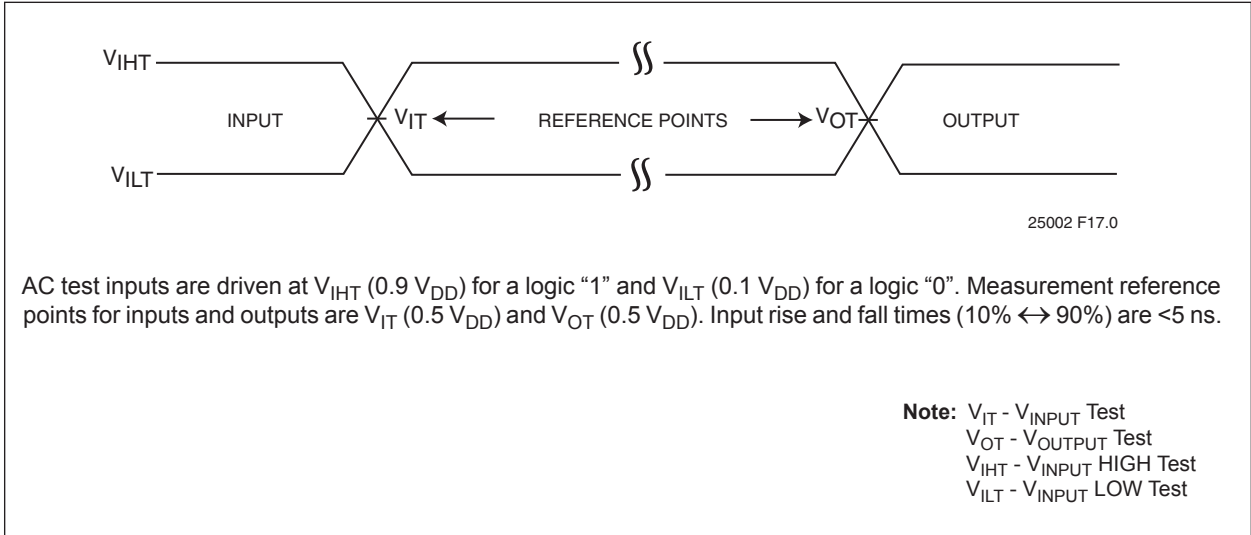 VIHT
INPUT VIT REFERENCE POINTS VOT OUTPUT
VILT
25002 F17.0
AC test inputs are driven at VIHT (0.9 VDD) for a logic “1” and VILT (0.1 VDD) for a logic “0”. Measurement reference
points for inputs and outputs are VIT (0.5 VDD) and VOT (0.5 VDD). Input rise and fall times (10% ↔ 90%) are <5 ns.
Note: VIT - VINPUT Test
VOT - VOUTPUT Test
VIHT - VINPUT HIGH Test
VILT - VINPUT LOW Test